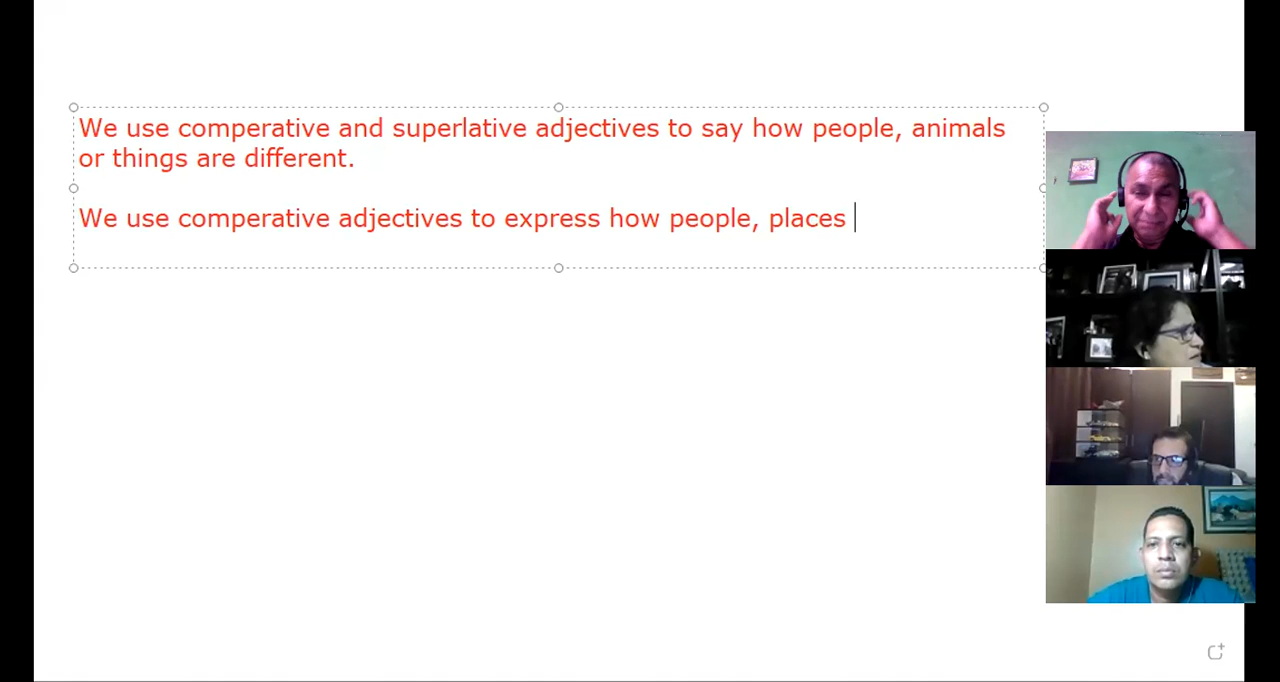 We use comperative and superlative adjectives to say how people, animals
or things are different.
We use comperative adjectives to express how people, places